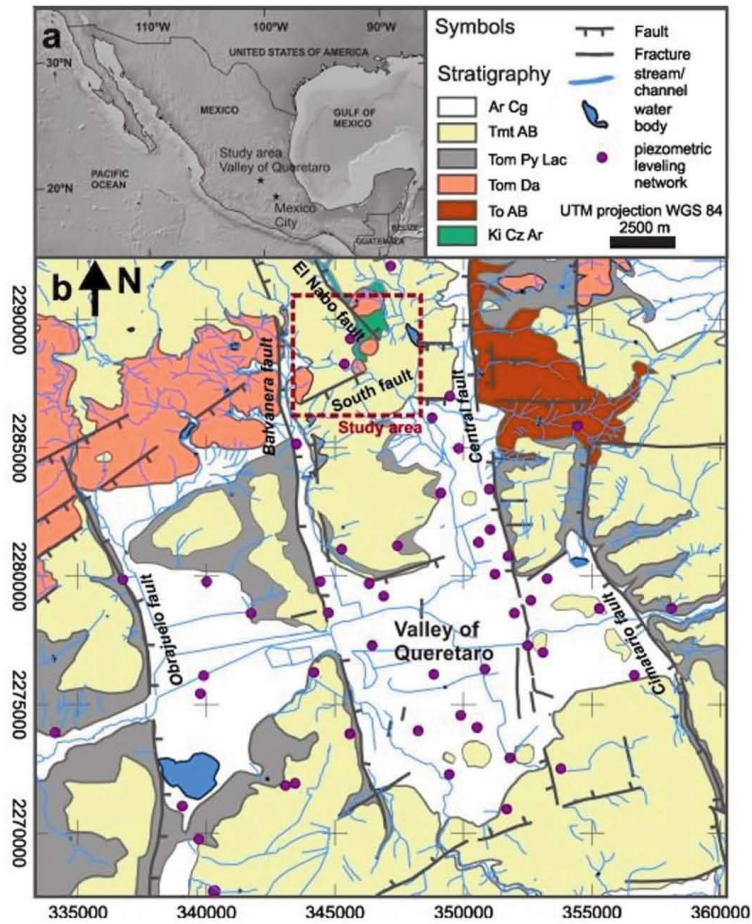 a
110°W
100°W
90°W
30°N
20°N
UNITED STATES OF AMERICA
MEXICO
GULF OF
MEXICO
Study area
Valley of Queretaro
PACIFIC
OCEAN
Mexico
City
BELIZE
GUATEMALA
Symbols
Stratigraphy
Ar Cg
Tmt AB
Tom Py Lac
Tom Da
To AB
Ki Cz Ar
Fault
Fracture
stream/
channel
water
body
piezometric
leveling
network
UTM projection WGS 84
2500 m
b
N
El Nabo fault
Balvanera fault
South fault
Study area
Central fault
Obrajuelo fault
Valley of
Queretaro
Cimatario fault
2290000
2285000
2280000
2275000
2270000
335000
340000
345000
350000
355000
360000